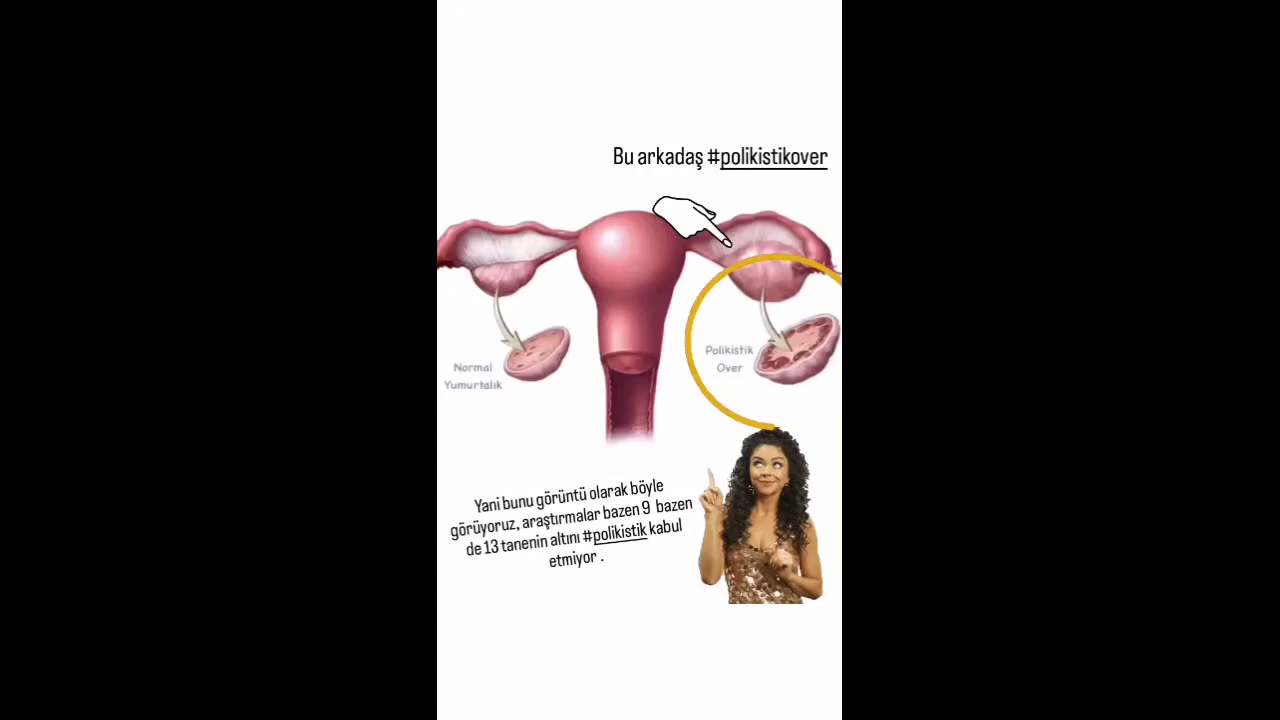 Bu arkadaş #polikistikover
Polikistik
Over
Normal
Yumurtalık
Yani bunu görüntü olarak böyle
görüyoruz, araştırmalar bazen 9 bazen
de 13 tanenin altını #polikistik kabul
etmiyor .